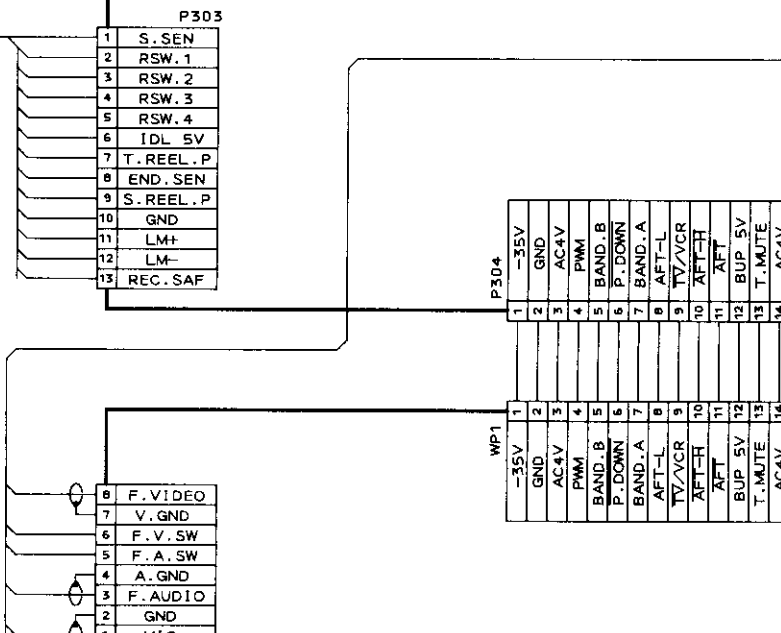 P303
1 S.SEN
2 RSW.1
3 RSW.2
4 RSW.3
5 RSW.4
6 IDL 5V
7 T.REEL.P
8 END.SEN
9 S.REEL.P
10 GND
11 LM+
12 LM-
13 REC.SAF
P304
1 -35V
2 GND
3 AC4V
4 PWM
5 BAND.B
6 P.DOWN
7 BAND.A
8 AFT-L
9 TV/VCR
10 AFT-H
11 AFT
12 BUP 5V
13 T.MUTE
14 AC4V
WP1
1 -35V
2 GND
3 AC4V
4 PWM
5 BAND.B
6 P.DOWN
7 BAND.A
8 AFT-L
9 TV/VCR
10 AFT-H
11 AFT
12 BUP 5V
13 T.MUTE
14 AC4V
8 F.VIDEO
7 V.GND
6 F.V.SW
5 F.A.SW
4 A.GND
3 F.AUDIO
2 GND